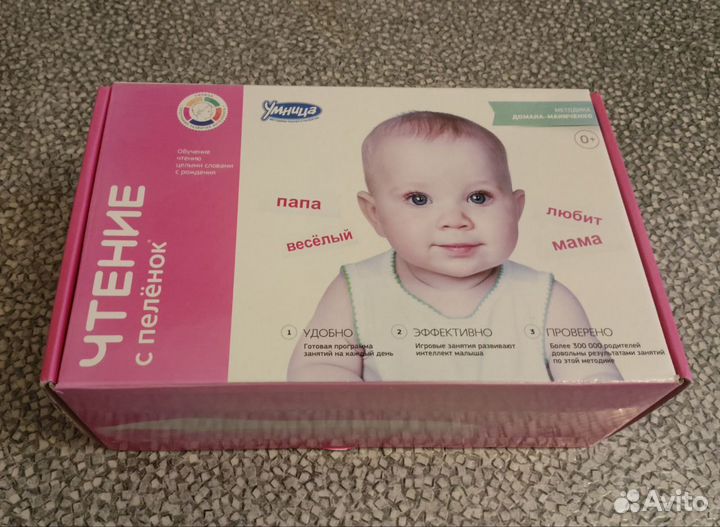 Умница
МЕТОДИКА
ДОМАНА-МАНИЧЕНКО
0+
Обучение
чтению
целыми словами
с рождения
ЧТЕНИЕ
с пелёнок®
папа
весёлый
любит
мама
1 УДОБНО
Готовая программа
занятий на каждый день
2 ЭФФЕКТИВНО
Игровые занятия развивают
интеллект малыша
3 ПРОВЕРЕНО
Более 300 000 родителей
довольны результатами занятий
по этой методике
Avito